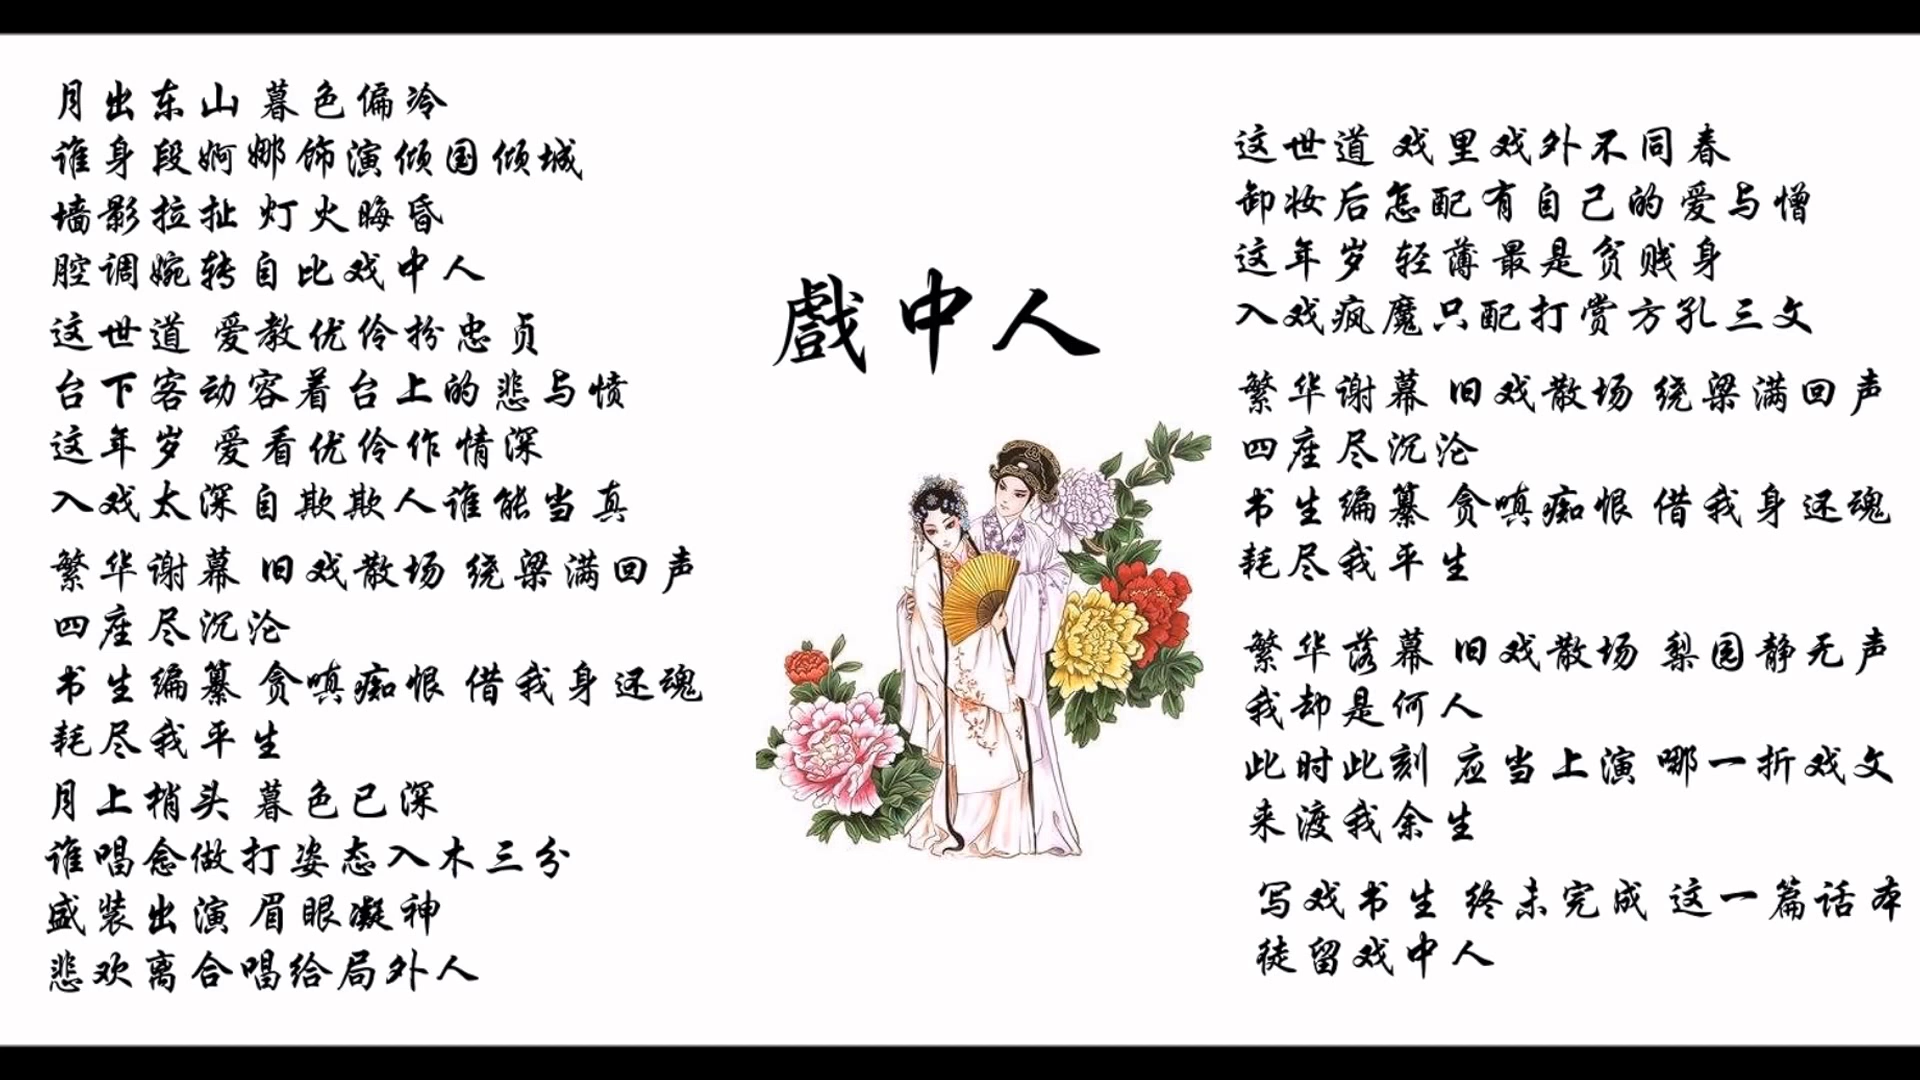 戲中人
月出东山 暮色偏冷
谁身段婀娜饰演倾国倾城
墙影拉扯 灯火晦昏
腔调婉转自比戏中人
这世道 爱教优伶扮忠贞
台下客动容着台上的悲与愤
这年岁 爱看优伶作情深
入戏太深自欺欺人谁能当真
繁华谢幕 旧戏散场 绕梁满回声
四座尽沉沦
书生编纂 贪嗔痴恨 借我身还魂
耗尽我平生
月上梢头 暮色已深
谁唱念做打姿态入木三分
盛装出演 眉眼凝神
悲欢离合唱给局外人
这世道 戏里戏外不同春
卸妆后怎配有自己的爱与憎
这年岁 轻薄最是贫贱身
入戏疯魔只配打赏方孔三文
繁华谢幕 旧戏散场 绕梁满回声
四座尽沉沦
书生编纂 贪嗔痴恨 借我身还魂
耗尽我平生
繁华落幕 旧戏散场 梨园静无声
我却是何人
此时此刻 应当上演 哪一折戏文
来渡我余生
写戏书生 终未完成 这一篇话本
徒留戏中人